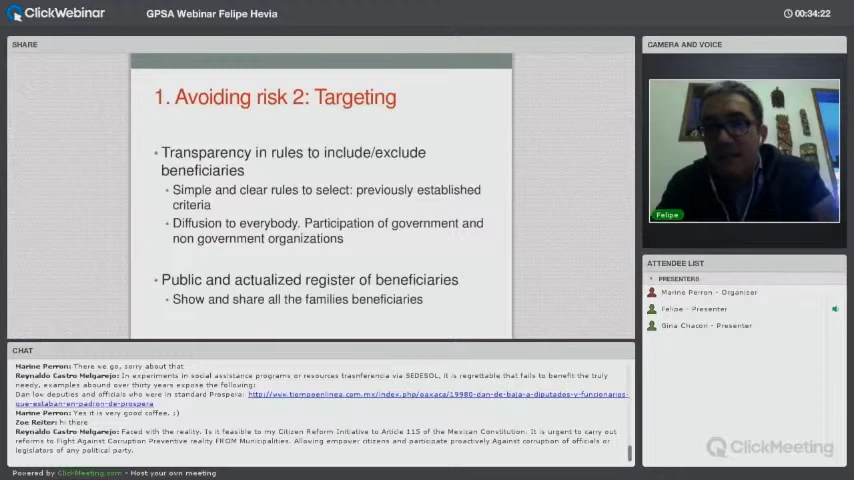 ClickWebinar
GPSA Webinar Felipe Hevia
00:34:22
SHARE
1. Avoiding risk 2: Targeting
• Transparency in rules to include/exclude
beneficiaries
• Simple and clear rules to select: previously established
criteria
• Diffusion to everybody. Participation of government and
non government organizations
• Public and actualized register of beneficiaries
• Show and share all the families beneficiaries
CAMERA AND VOICE
Felipe
ATTENDEE LIST
PRESENTERS
Marine Perron - Organizer
Felipe - Presenter
Gina Chacon - Presenter
CHAT
Marine Perron: There we go, sorry about that
Reynaldo Castro Melgarejo: In experiments in social assistance programs or resources trasnferencia via SEDESOL, it is regrettable that fails to benefit the truly
needy, examples abound over thirty years expose the following:
Dan low deputies and officials who were in standard Prospera: http://www.tiempoenlinea.com.mx/index.php/oaxaca/19980-dan-de-baja-a-diputados-y-funcionarios-
que-estaban-en-padron-de-prospera
Marine Perron: Yes it is very good coffee. ;)
Zoe Reiter: hi there
Reynaldo Castro Melgarejo: Faced with the reality. Is it feasible to my Citizen Reform Initiative to Article 115 of the Mexican Constitution. It is urgent to carry out
reforms to Fight Against Corruption Preventive reality FROM Municipalities. Allowing empower citizens and participate proactively Against corruption of officials or
legislators of any political party.
ClickMeeting
Powered by ClickMeeting.com - Host your own meeting